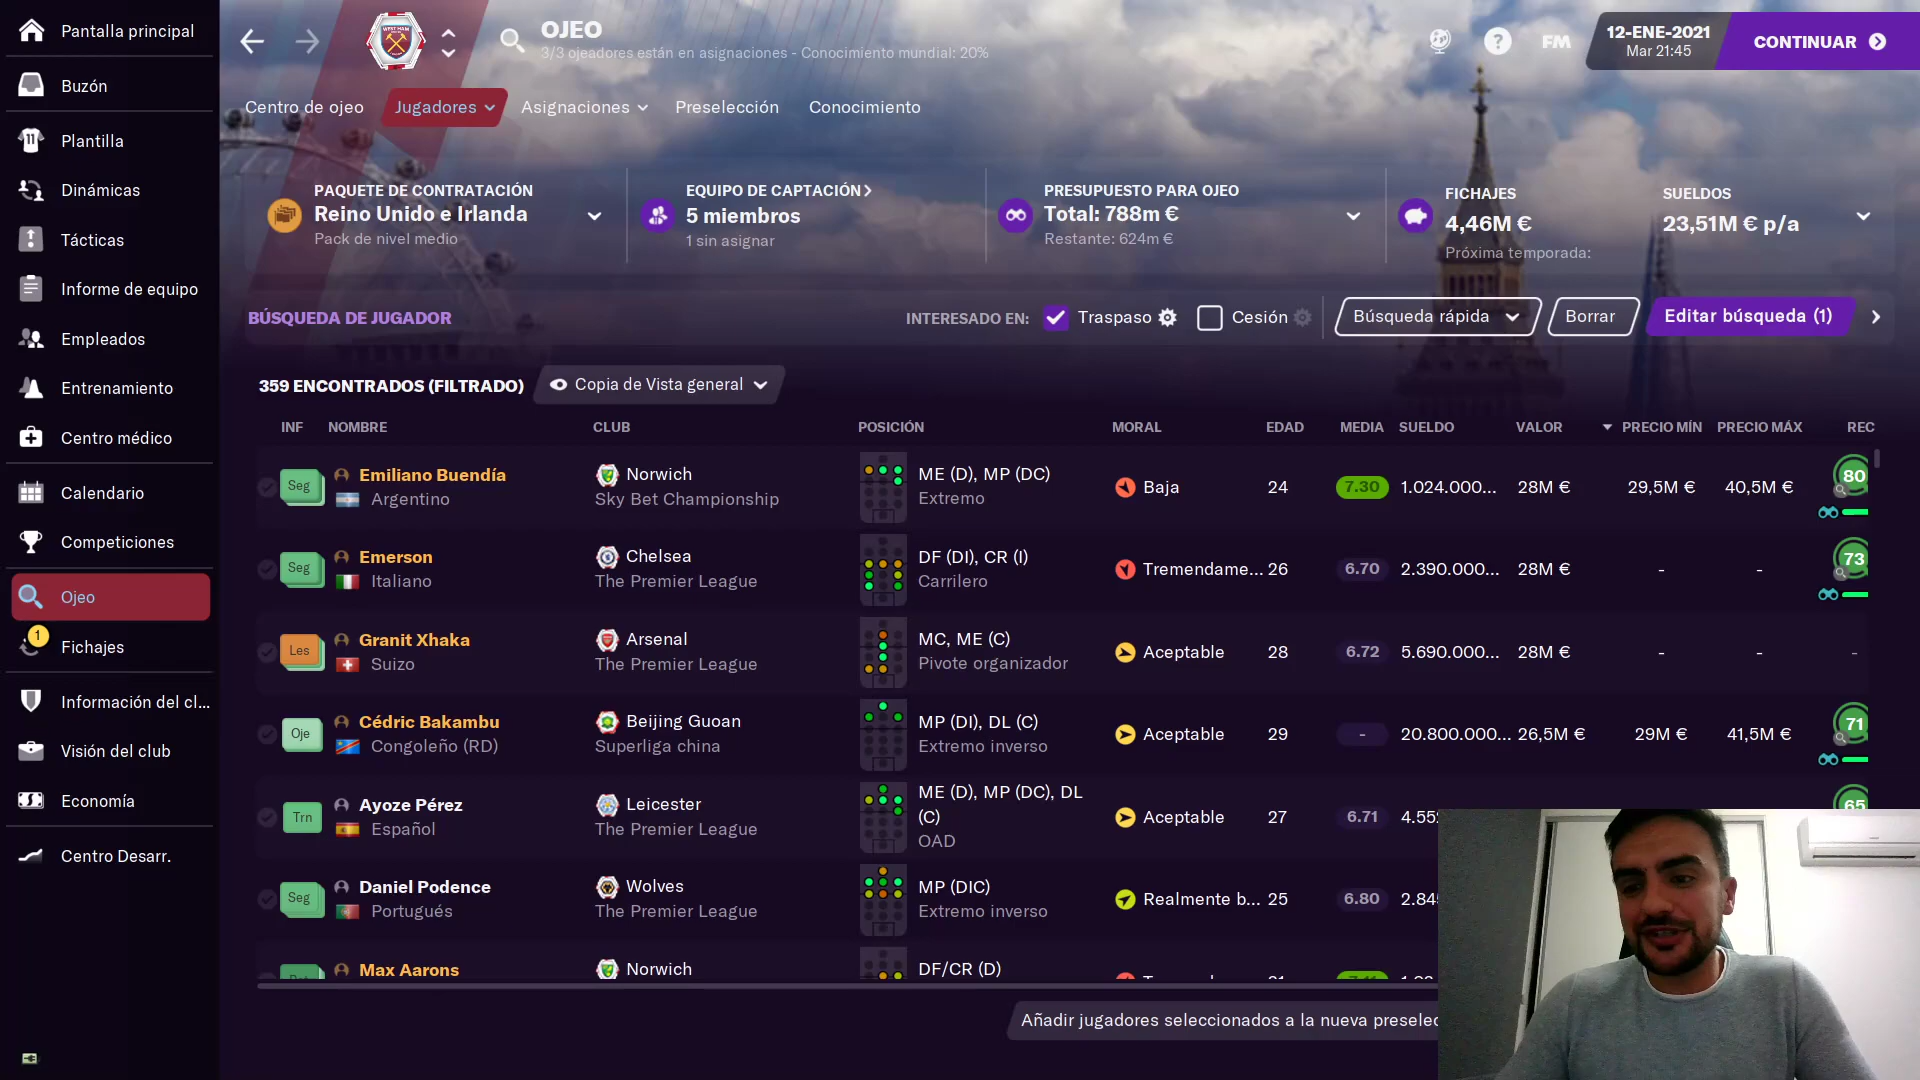 Pantalla principal
Buzón
Plantilla
Dinámicas
Tácticas
Informe de equipo
Empleados
Entrenamiento
Centro médico
Calendario
Competiciones
Ojeo
1
Fichajes
Información del cl...
Visión del club
Economía
Centro Desarr.
OJEO
3/3 ojeadores están en asignaciones - Conocimiento mundial: 20%
?
FM
12-ENE-2021
Mar 21:45
CONTINUAR
Centro de ojeo
Jugadores
Asignaciones
Preselección
Conocimiento
PAQUETE DE CONTRATACIÓN
Reino Unido e Irlanda
Pack de nivel medio
EQUIPO DE CAPTACIÓN
5 miembros
1 sin asignar
PRESUPUESTO PARA OJEO
Total: 788m €
Restante: 624m €
FICHAJES
4,46M €
Próxima temporada:
SUELDOS
23,51M € p/a
BÚSQUEDA DE JUGADOR
INTERESADO EN:
Traspaso
Cesión
Búsqueda rápida
Borrar
Editar búsqueda (1)
359 ENCONTRADOS (FILTRADO)
Copia de Vista general
INF NOMBRE CLUB POSICIÓN MORAL EDAD MEDIA SUELDO VALOR PRECIO MÍN PRECIO MÁX REC
Seg Emiliano Buendía Norwich ME (D), MP (DC) Baja 24 7.30 1.024.000... 28M € 29,5M € 40,5M € 80
Argentino Sky Bet Championship Extremo
Seg Emerson Chelsea DF (DI), CR (I) Tremendame... 26 6.70 2.390.000... 28M € - - 73
Italiano The Premier League Carrilero
Les Granit Xhaka Arsenal MC, ME (C) Aceptable 28 6.72 5.690.000... 28M € - - -
Suizo The Premier League Pivote organizador
Oje Cédric Bakambu Beijing Guoan MP (DI), DL (C) Aceptable 29 - 20.800.000... 26,5M € 29M € 41,5M € 71
Congoleño (RD) Superliga china Extremo inverso
Trn Ayoze Pérez Leicester ME (D), MP (DC), DL (C) Aceptable 27 6.71 4.55
Español The Premier League OAD
Seg Daniel Podence Wolves MP (DIC) Realmente b... 25 6.80 2.84
Portugués The Premier League Extremo inverso
Max Aarons Norwich DF/CR (D)
Añadir jugadores seleccionados a la nueva preselec